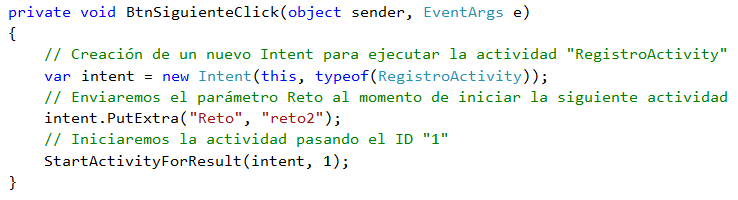 private void BtnSiguienteClick(object sender, EventArgs e)
{
    // Creación de un nuevo Intent para ejecutar la actividad "RegistroActivity"
    var intent = new Intent(this, typeof(RegistroActivity));
    // Enviaremos el parámetro Reto al momento de iniciar la siguiente actividad
    intent.PutExtra("Reto", "reto2");
    // Iniciaremos la actividad pasando el ID "1"
    StartActivityForResult(intent, 1);
}